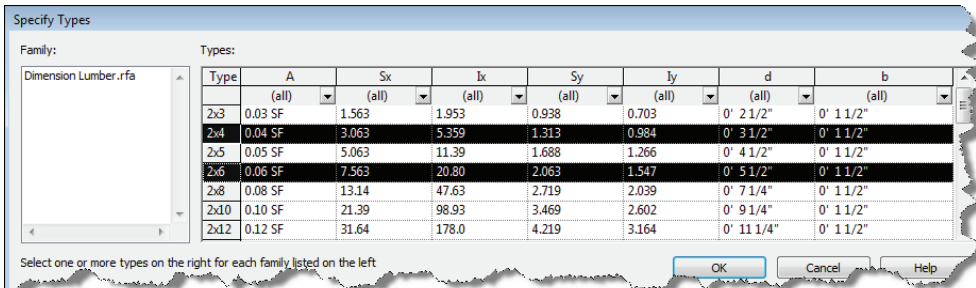 Specify Types
Family: Types:
Dimension Lumber.rfa
Type A Sx Ix Sy Iy d b
(all) (all) (all) (all) (all) (all) (all)
2x3 0.03 SF 1.563 1.953 0.938 0.703 0' 2 1/2" 0' 1 1/2"
2x4 0.04 SF 3.063 5.359 1.313 0.984 0' 3 1/2" 0' 1 1/2"
2x5 0.05 SF 5.063 11.39 1.688 1.266 0' 4 1/2" 0' 1 1/2"
2x6 0.06 SF 7.563 20.80 2.063 1.547 0' 5 1/2" 0' 1 1/2"
2x8 0.08 SF 13.14 47.63 2.719 2.039 0' 7 1/4" 0' 1 1/2"
2x10 0.10 SF 21.39 98.93 3.469 2.602 0' 9 1/4" 0' 1 1/2"
2x12 0.12 SF 31.64 178.0 4.219 3.164 0' 11 1/4" 0' 1 1/2"
Select one or more types on the right for each family listed on the left
OK Cancel Help